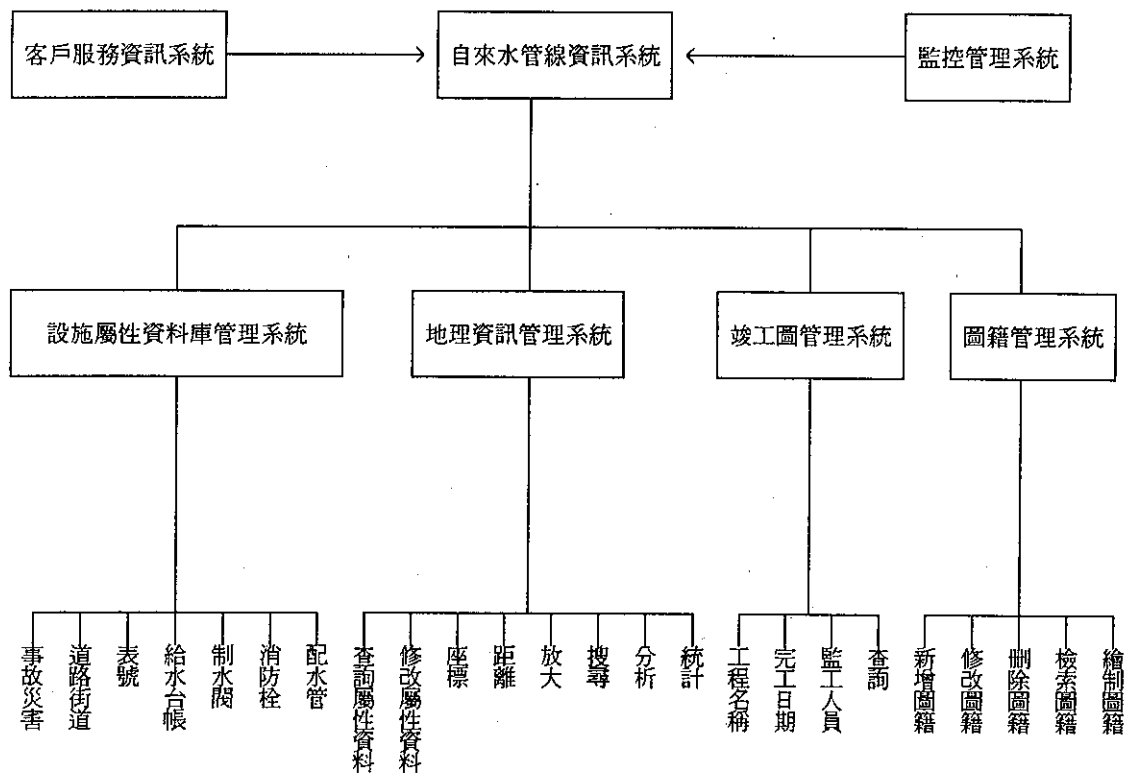 客戶服務資訊系統
自來水管線資訊系統
監控管理系統
設施屬性資料庫管理系統
地理資訊管理系統
竣工圖管理系統
圖籍管理系統
事故災害
道路街道
表號
給水台帳
制水閥
消防栓
配水管
查詢屬性資料
修改屬性資料
座標
距離
放大
搜尋
分析
統計
工程名稱
完工日期
監工人員
查詢
新增圖籍
修改圖籍
刪除圖籍
檢索圖籍
繪制圖籍